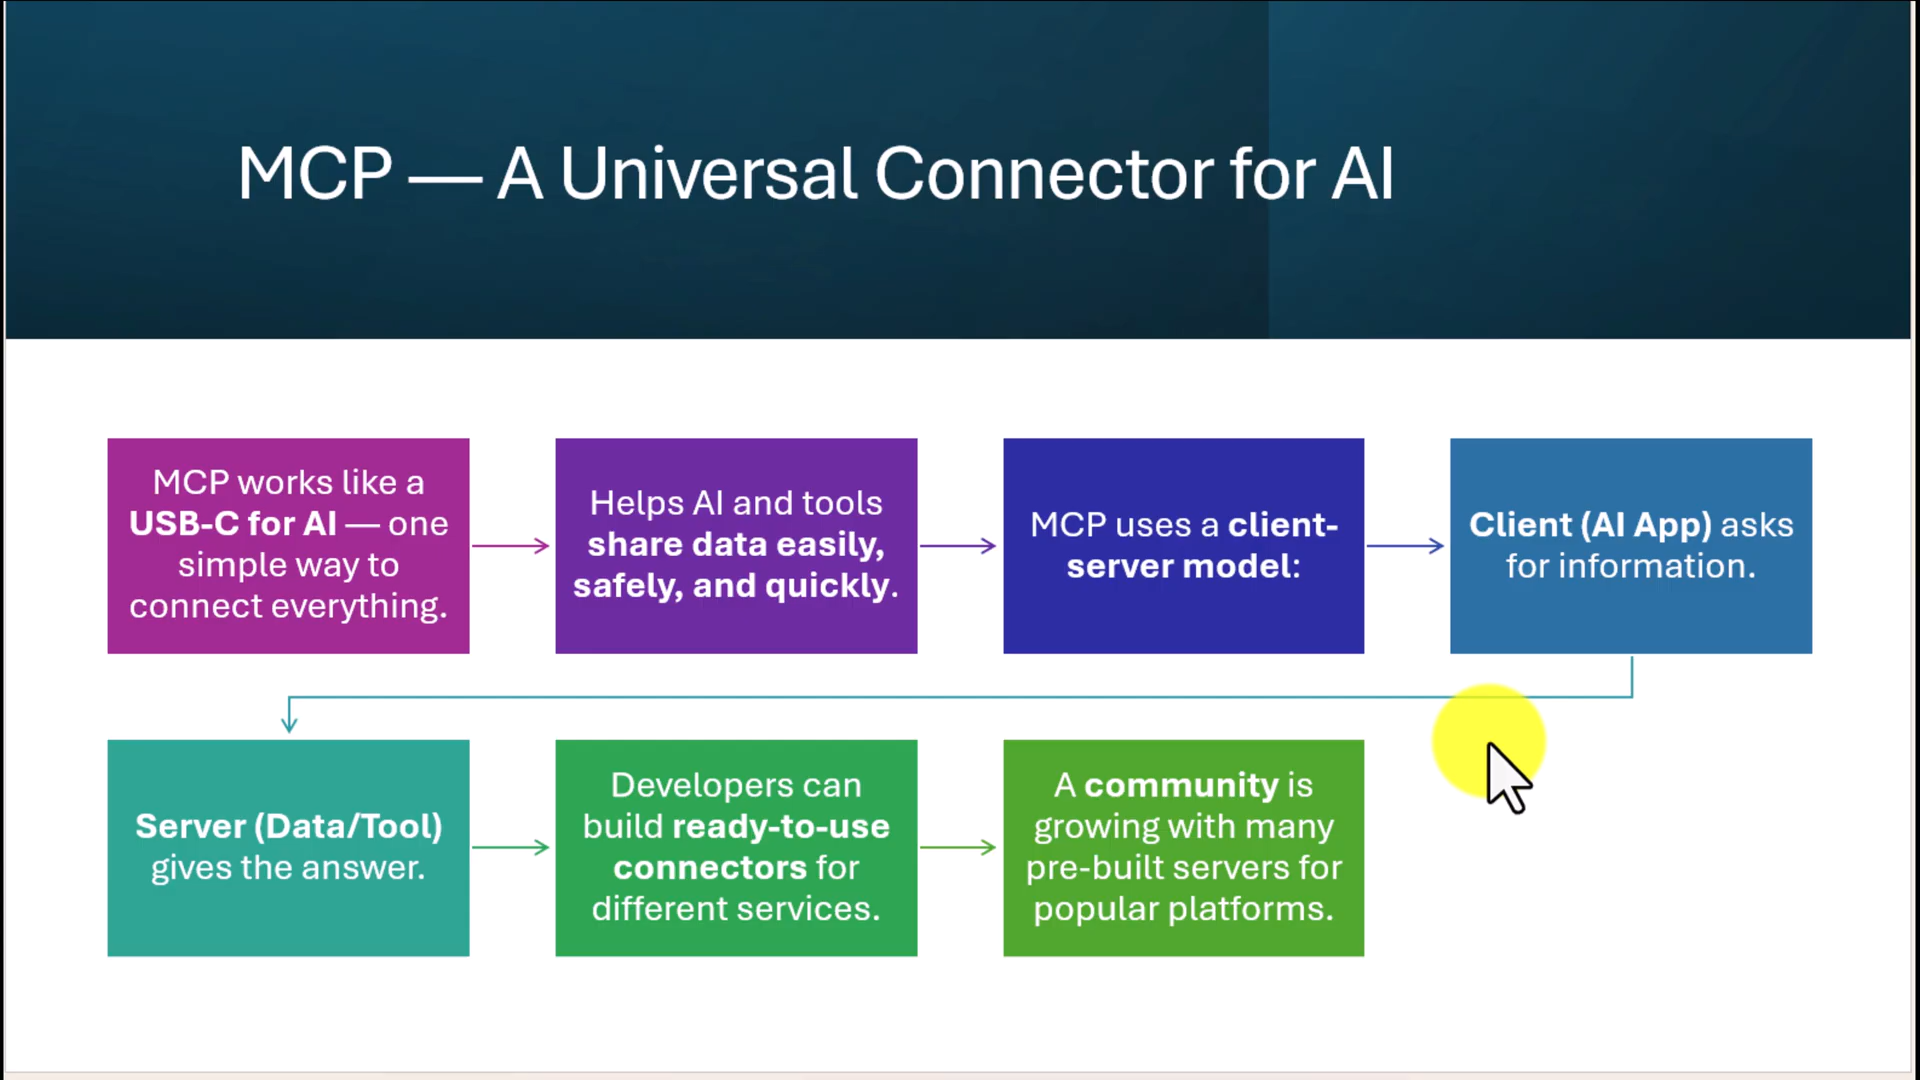 MCP — A Universal Connector for AI
MCP works like a
USB-C for AI — one
simple way to
connect everything.
Helps AI and tools
share data easily,
safely, and quickly.
MCP uses a client-
server model:
Client (AI App) asks
for information.
Server (Data/Tool)
gives the answer.
Developers can
build ready-to-use
connectors for
different services.
A community is
growing with many
pre-built servers for
popular platforms.